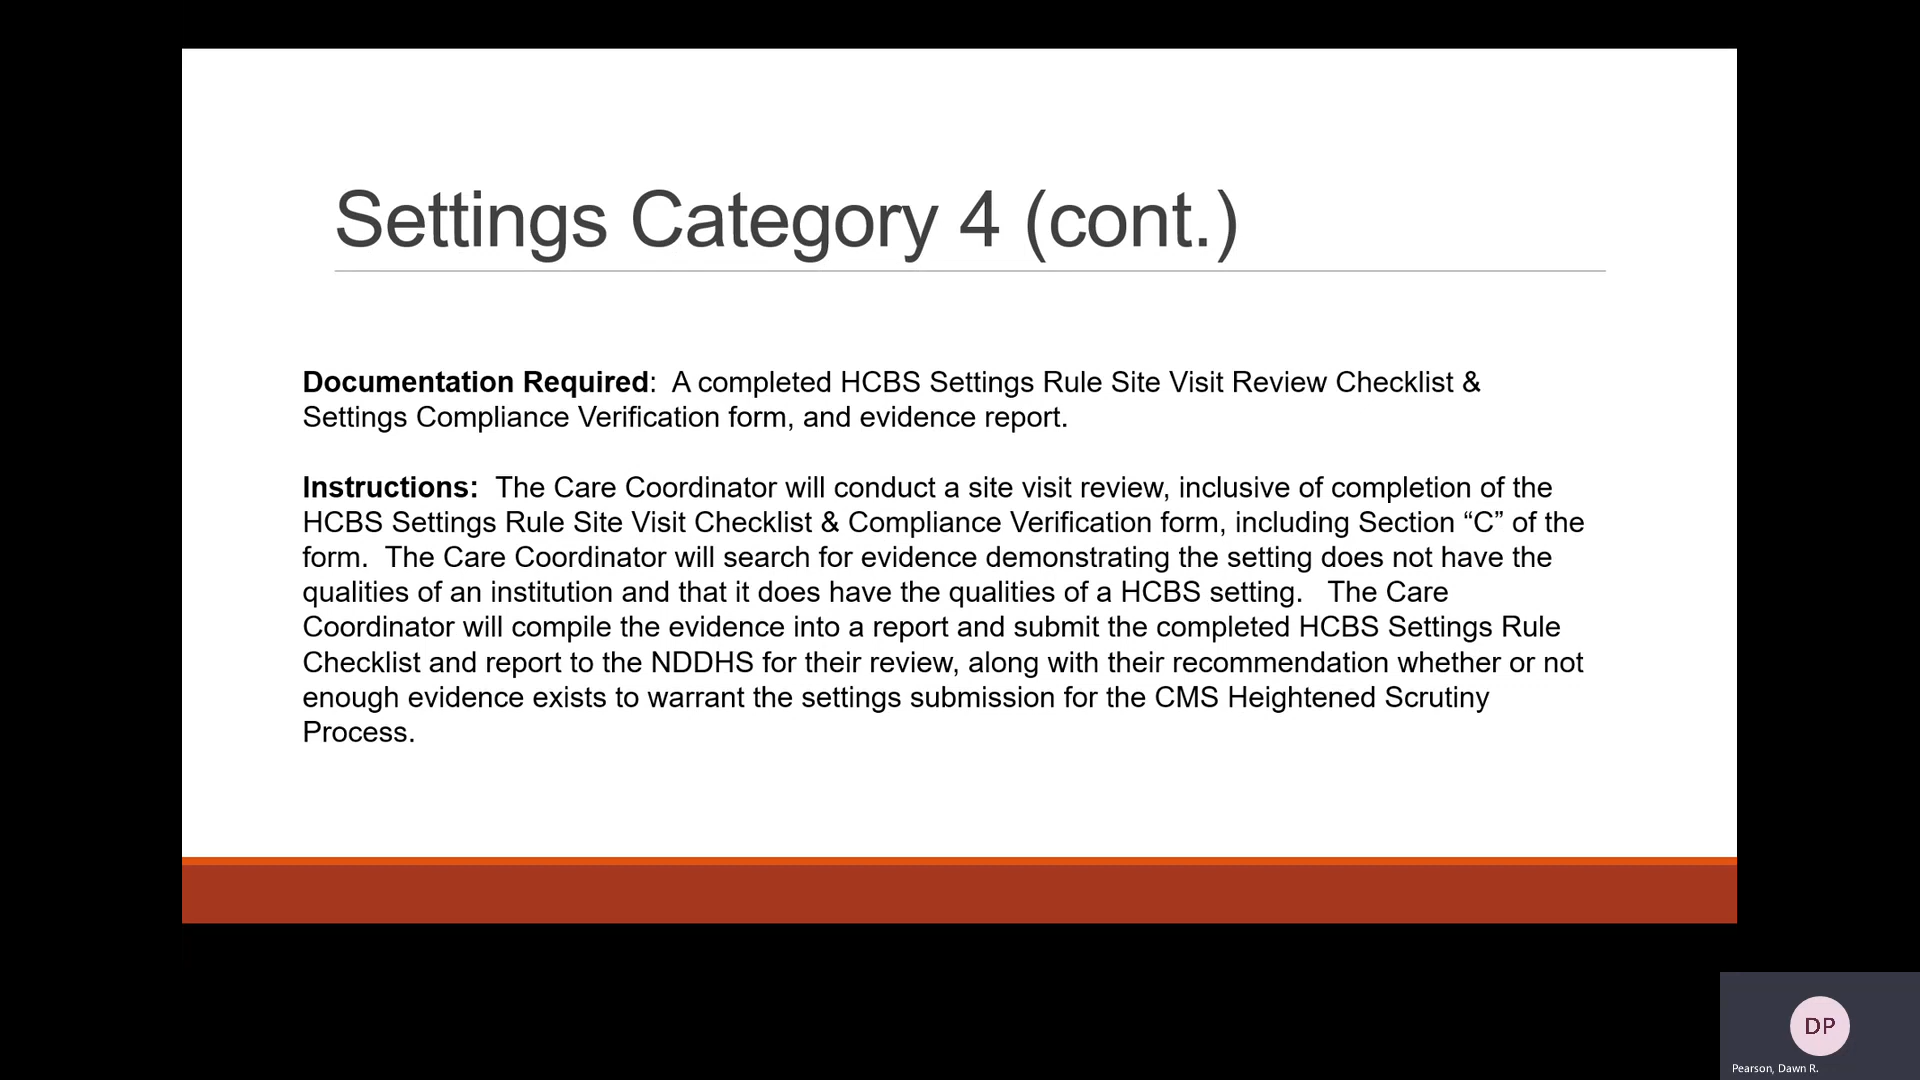 Settings Category 4 (cont.)
Documentation Required:  A completed HCBS Settings Rule Site Visit Review Checklist &
Settings Compliance Verification form, and evidence report.
Instructions:  The Care Coordinator will conduct a site visit review, inclusive of completion of the
HCBS Settings Rule Site Visit Checklist & Compliance Verification form, including Section “C” of the
form.  The Care Coordinator will search for evidence demonstrating the setting does not have the
qualities of an institution and that it does have the qualities of a HCBS setting.   The Care
Coordinator will compile the evidence into a report and submit the completed HCBS Settings Rule
Checklist and report to the NDDHS for their review, along with their recommendation whether or not
enough evidence exists to warrant the settings submission for the CMS Heightened Scrutiny
Process.
DP
Pearson, Dawn R.